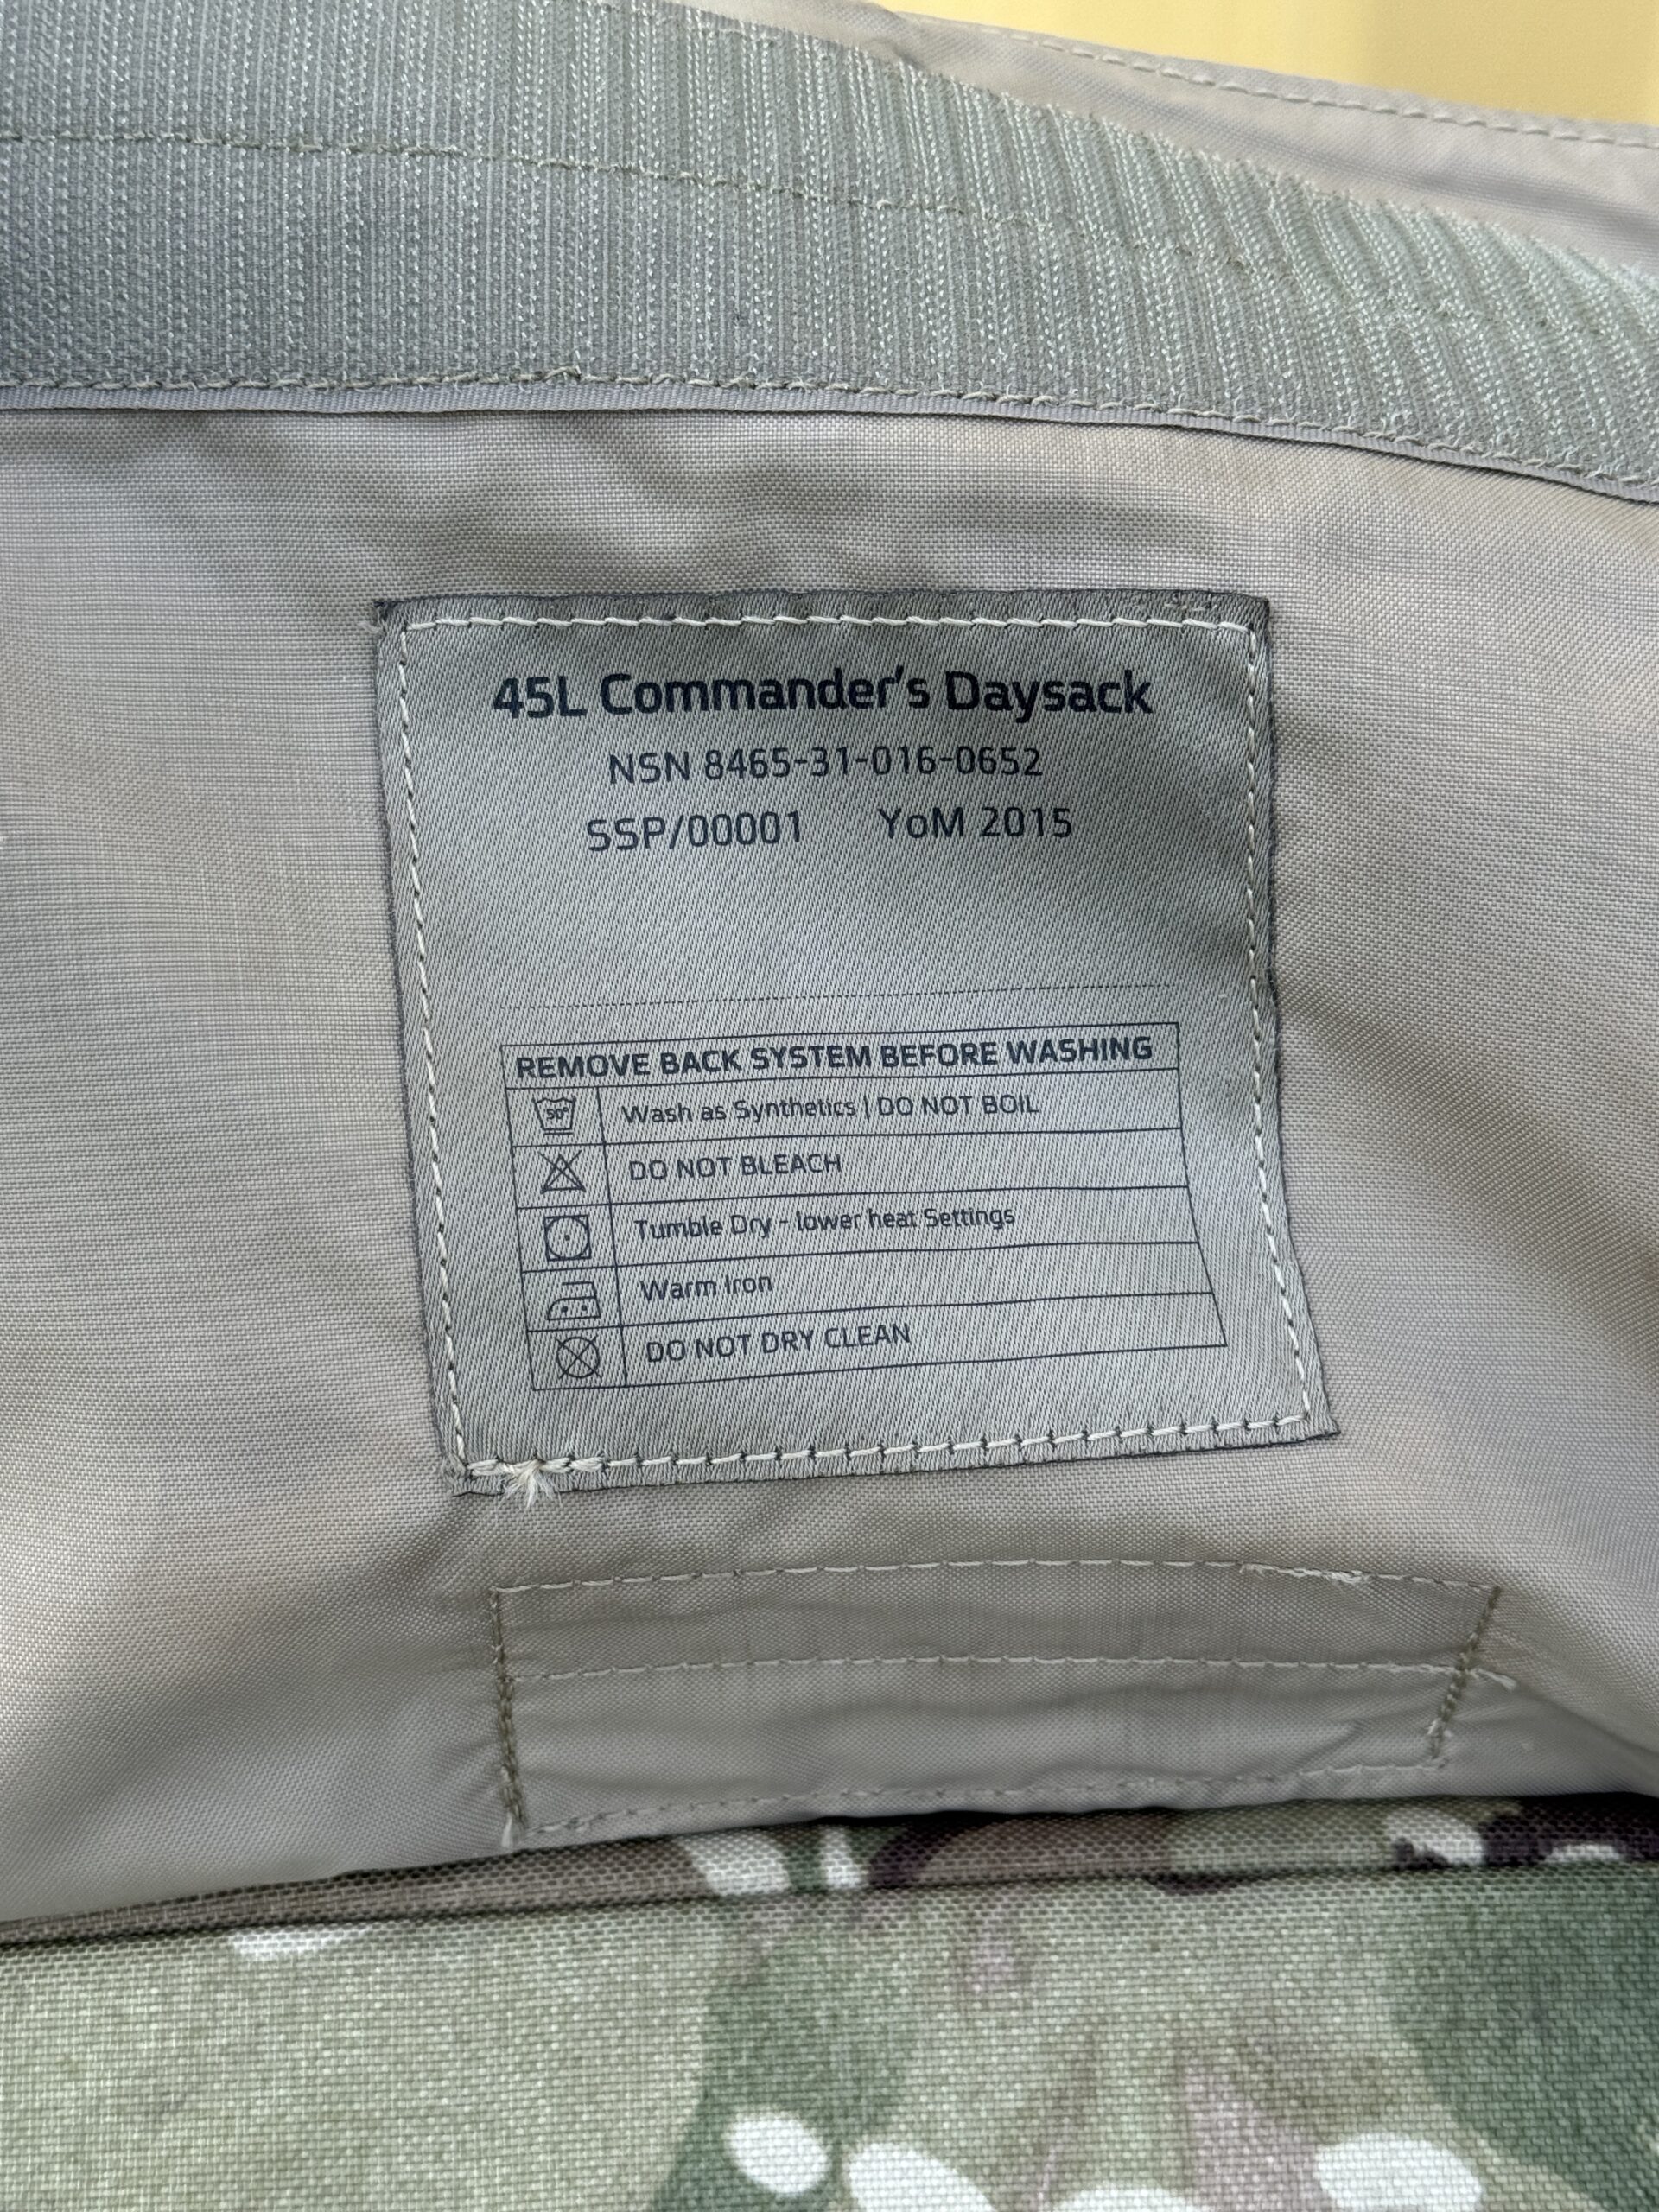 45L Commander's Daysack
NSN 8465-31-016-0652
SSP/00001 YoM 2015
REMOVE BACK SYSTEM BEFORE WASHING
30° Wash as Synthetics | DO NOT BOIL
DO NOT BLEACH
Tumble Dry - lower heat Settings
Warm Iron
DO NOT DRY CLEAN